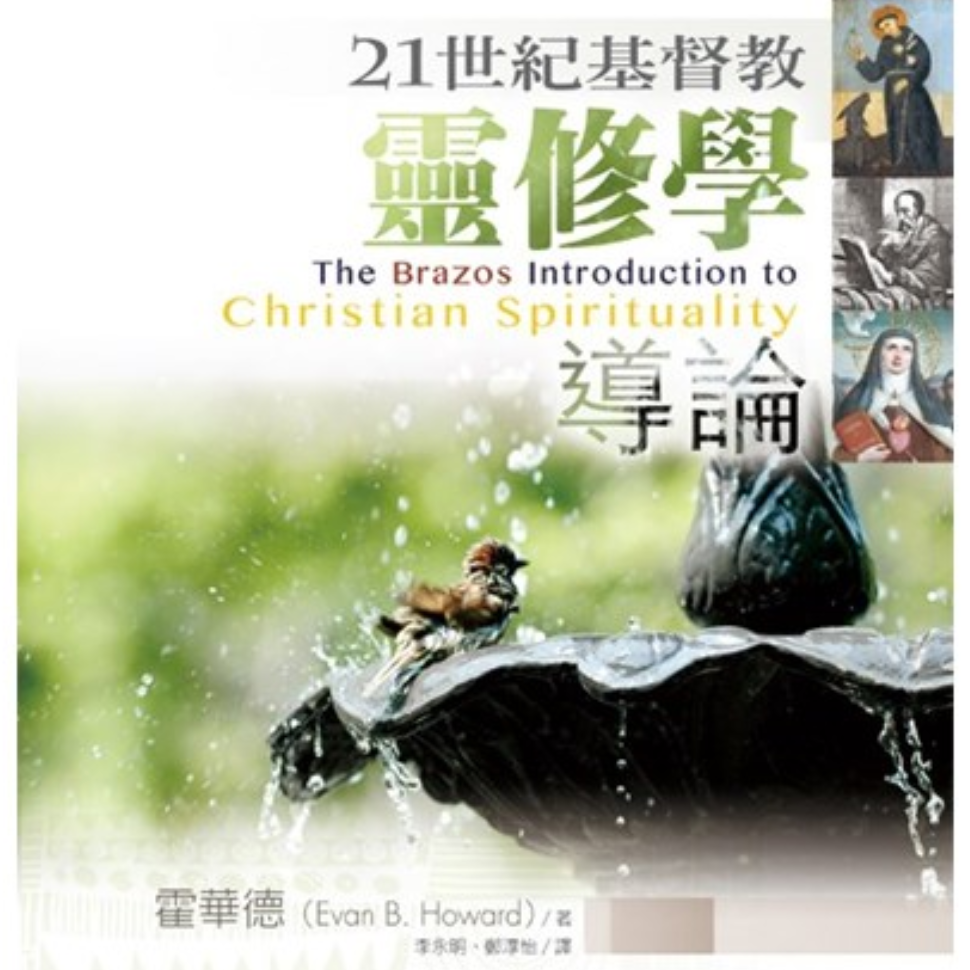 21世紀基督教
靈修學
The Brazos Introduction to
Christian Spirituality
導論
霍華德（Evan B. Howard）/著
李永明、鄭淳怡/譯